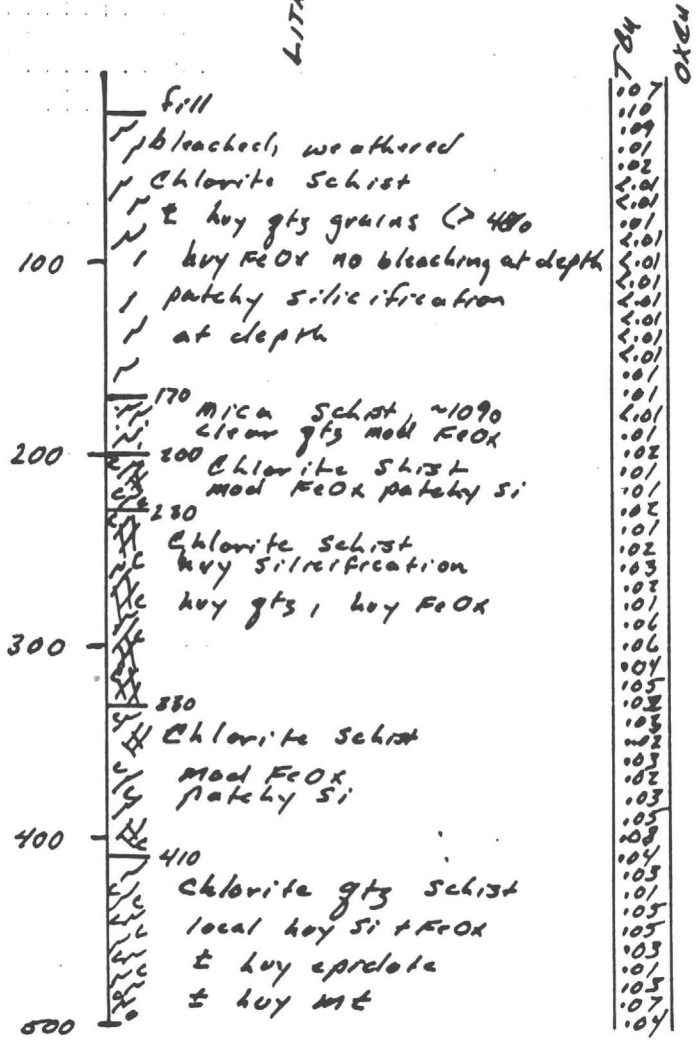 LITH
TCu
OXCu
fill
bleached, weathered
Chlorite Schist
± hvy qtz grains (> 40%
100
hvy FeOx no bleaching at depth
patchy silicification
at depth
170
mica schist, ~10%
clear qtz mod FeOx
200
200
Chlorite Shist
mod FeOx patchy Si
230
Chlorite Schist
hvy silicification
hvy qtz, hvy FeOx
300
330
Chlorite Schist
mod FeOx
patchy Si
400
410
Chlorite qtz schist
local hvy Si + FeOx
± hvy epidote
± hvy mt
500
.07
.10
.09
.01
.02
<.01
<.01
.01
<.01
<.01
<.01
<.01
<.01
<.01
<.01
.01
.01
<.01
.01
.02
.01
.01
.02
.01
.02
.03
.02
.01
.06
.06
.04
.05
.03
.02
.03
.05
.08
.04
.03
.01
.05
.05
.03
.01
.03
.07
.04